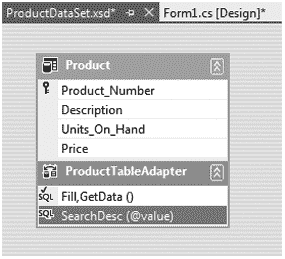 ProductDataSet.xsd* Form1.cs [Design]*
Product
Product_Number
Description
Units_On_Hand
Price
ProductTableAdapter
SQL Fill,GetData ()
SQL SearchDesc (@value)